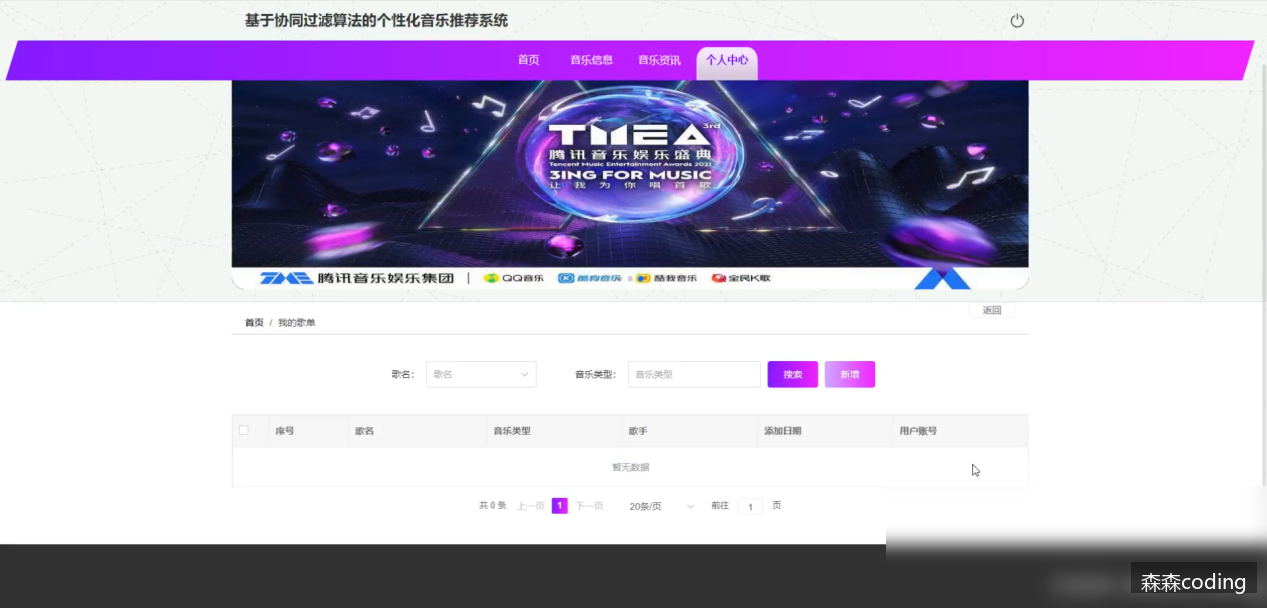 基于协同过滤算法的个性化音乐推荐系统
首页 音乐信息 音乐资讯 个人中心
TMEA 3rd
腾讯音乐娱乐盛典
Tencent Music Entertainment Awards 2021
3ING FOR MUSIC
让我为你唱首歌
TME 腾讯音乐娱乐集团 | QQ音乐 酷狗音乐 酷我音乐 全民K歌
返回
首页 / 我的歌单
歌名： 歌名 音乐类型： 音乐类型 搜索 新增
序号 歌名 音乐类型 歌手 添加日期 用户账号
暂无数据
共 0 条 上一页 1 下一页 20条/页 前往 1 页
森森coding